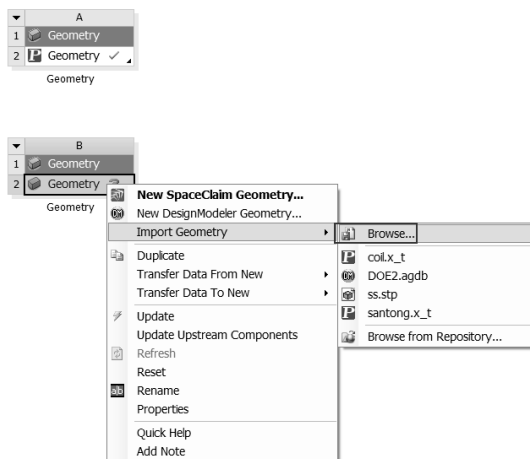 A
1 Geometry
2 Geometry
Geometry
B
1 Geometry
2 Geometry
Geometry
New SpaceClaim Geometry...
New DesignModeler Geometry...
Import Geometry
Browse...
Duplicate
coil.x_t
Transfer Data From New
DOE2.agdb
Transfer Data To New
ss.stp
santong.x_t
Update
Update Upstream Components
Browse from Repository...
Refresh
Reset
Rename
Properties
Quick Help
Add Note